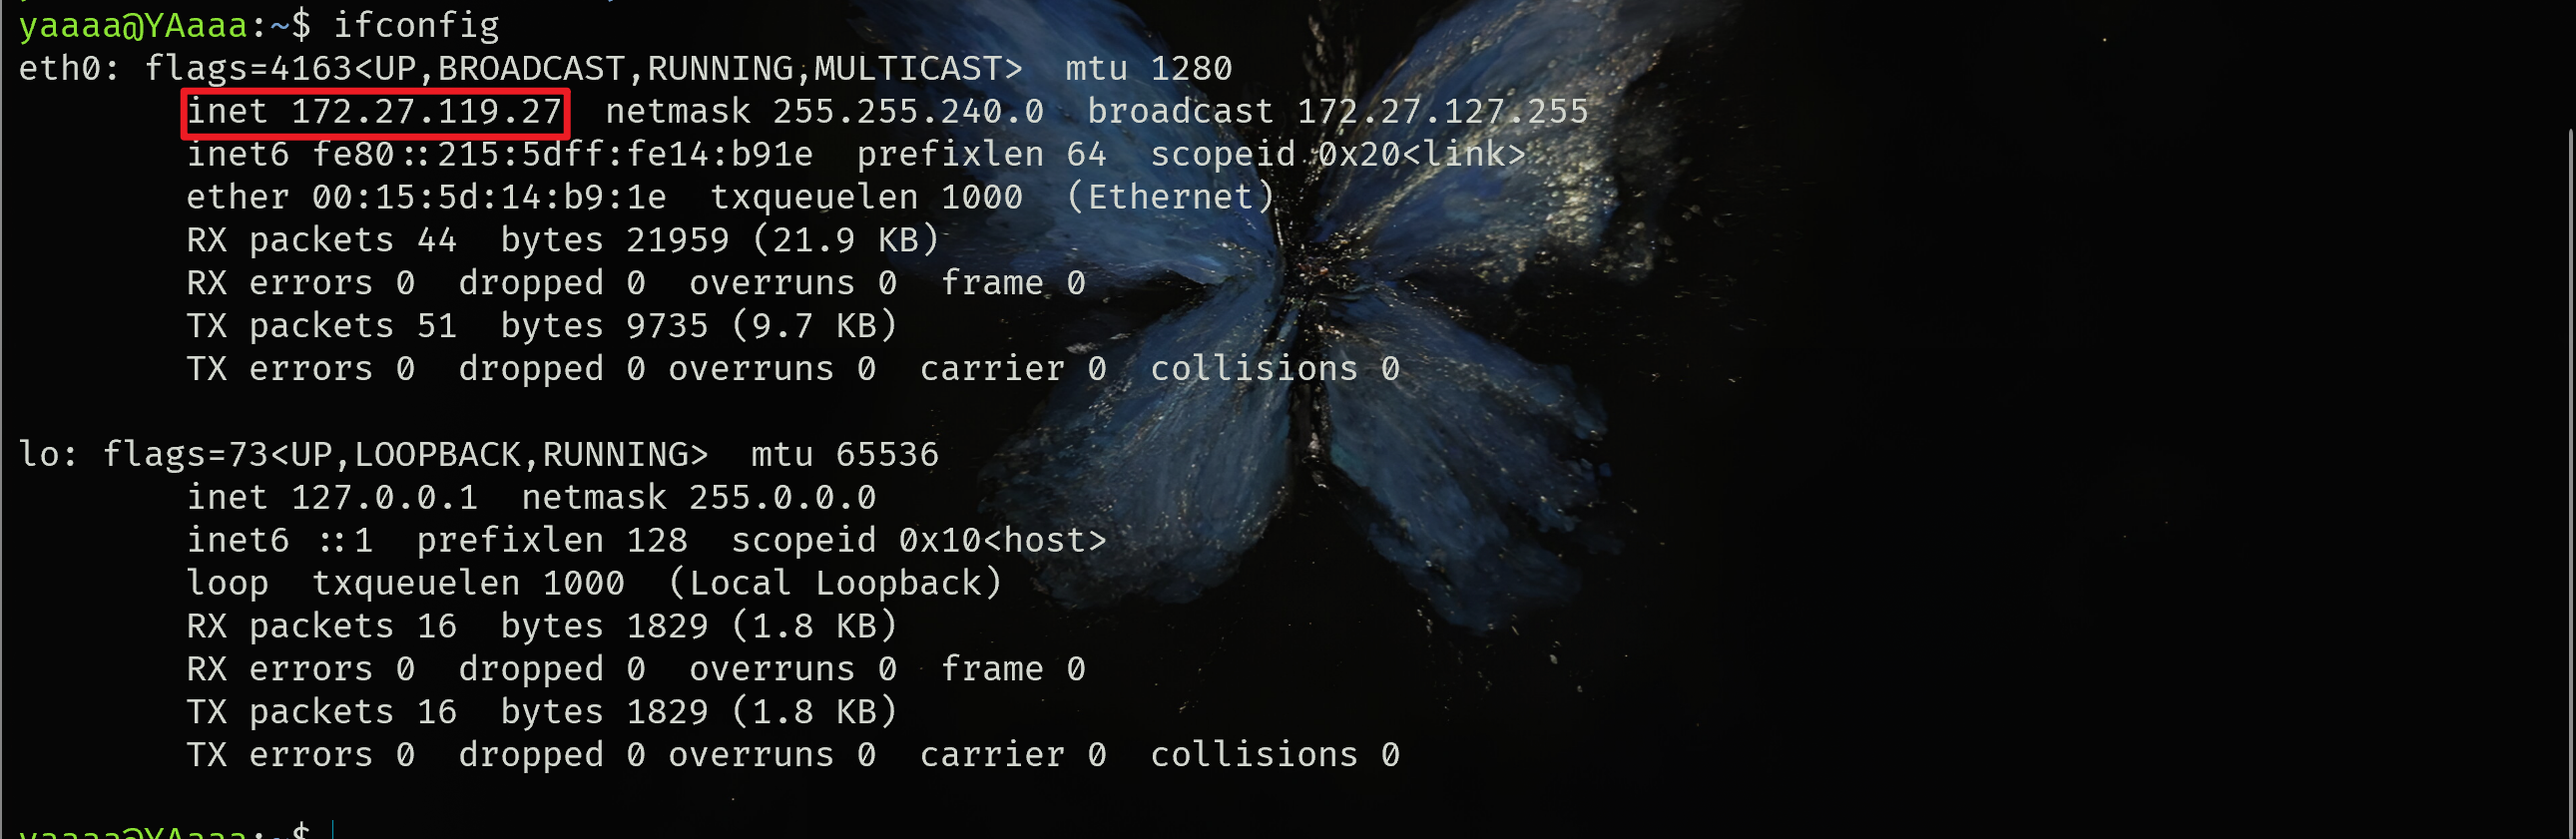 yaaaa@YAaaa:~$ ifconfig
eth0: flags=4163<UP,BROADCAST,RUNNING,MULTICAST>  mtu 1280
inet 172.27.119.27  netmask 255.255.240.0  broadcast 172.27.127.255
inet6 fe80::215:5dff:fe14:b91e  prefixlen 64  scopeid 0x20<link>
ether 00:15:5d:14:b9:1e  txqueuelen 1000  (Ethernet)
RX packets 44  bytes 21959 (21.9 KB)
RX errors 0  dropped 0  overruns 0  frame 0
TX packets 51  bytes 9735 (9.7 KB)
TX errors 0  dropped 0 overruns 0  carrier 0  collisions 0
lo: flags=73<UP,LOOPBACK,RUNNING>  mtu 65536
inet 127.0.0.1  netmask 255.0.0.0
inet6 ::1  prefixlen 128  scopeid 0x10<host>
loop  txqueuelen 1000  (Local Loopback)
RX packets 16  bytes 1829 (1.8 KB)
RX errors 0  dropped 0  overruns 0  frame 0
TX packets 16  bytes 1829 (1.8 KB)
TX errors 0  dropped 0 overruns 0  carrier 0  collisions 0
yaaaa@YAaaa:~$